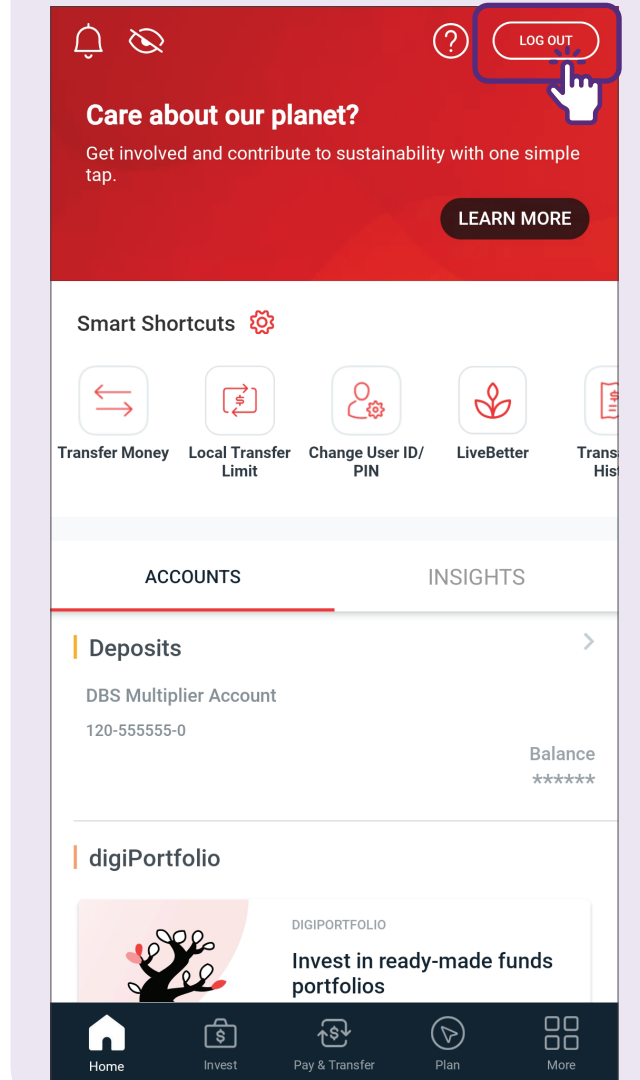 LOG OUT
Care about our planet?
Get involved and contribute to sustainability with one simple
tap.
LEARN MORE
Smart Shortcuts
Transfer Money
Local Transfer
Limit
Change User ID/
PIN
LiveBetter
Trans
His
ACCOUNTS
INSIGHTS
Deposits
DBS Multiplier Account
120-555555-0
Balance
******
digiPortfolio
DIGIPORTFOLIO
Invest in ready-made funds
portfolios
Home
Invest
Pay & Transfer
Plan
More